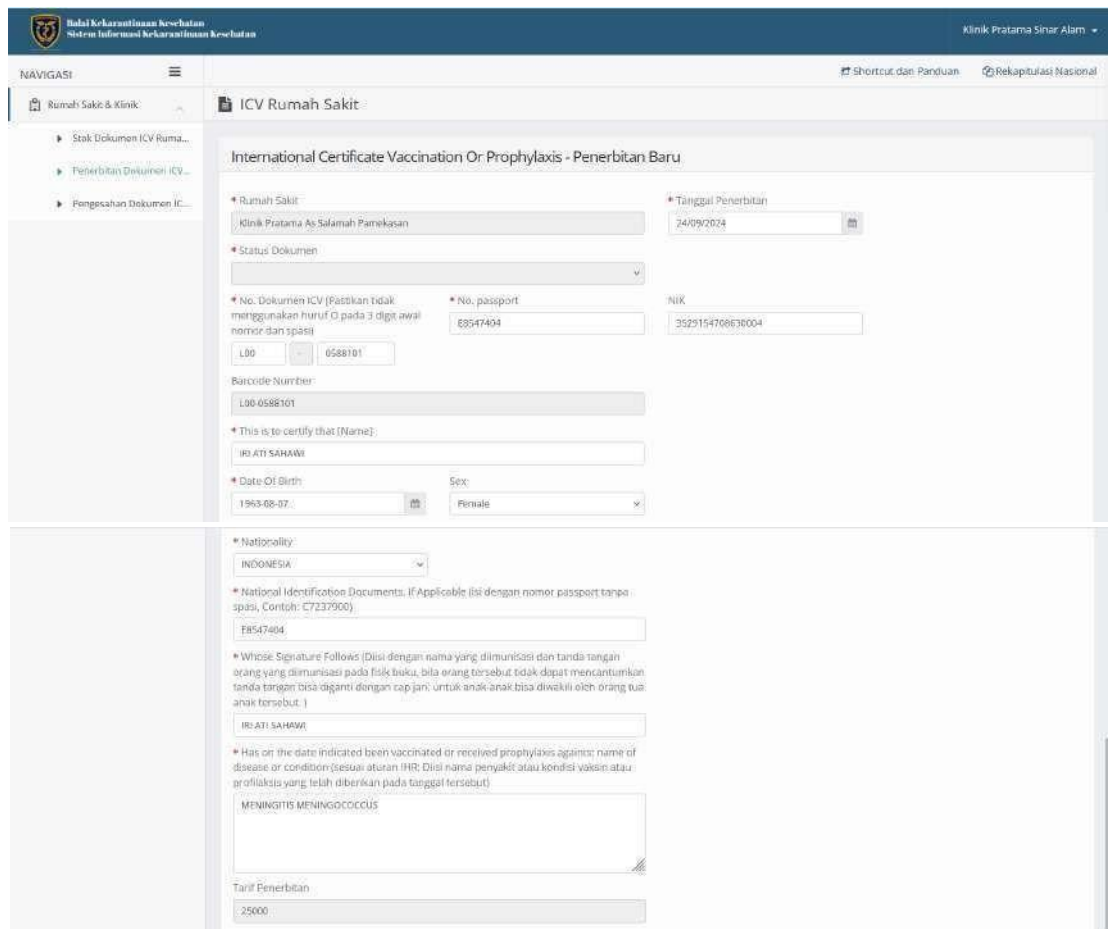 Balai Kekarantinaan Kesehatan
Sistem Informasi Kekarantinaan Kesehatan
Klinik Pratama Sinar Alam
NAVIGASI
Shortcut dan Panduan
Rekapitulasi Nasional
Rumah Sakit & Klinik
ICV Rumah Sakit
Stok Dokumen ICV Ruma...
Penerbitan Dokumen ICV...
Pengesahan Dokumen IC...
International Certificate Vaccination Or Prophylaxis - Penerbitan Baru
* Rumah Sakit
* Tanggal Penerbitan
Klinik Pratama As Salamah Pamekasan
24/09/2024
* Status Dokumen
* No. Dokumen ICV (Pastikan tidak
menggunakan huruf O pada 3 digit awal
nomor dan spasi)
* No. passport
NIK
E8547404
3529154708630004
L00 - 0588101
Barcode Number
L00-0588101
* This is to certify that [Name]
IRI ATI SAHAWI
* Date Of Birth
Sex
1963-08-07
Female
* Nationality
INDONESIA
* National Identification Documents, If Applicable (isi dengan nomor passport tanpa
spasi, Contoh: C7237900)
E8547404
* Whose Signature Follows (Diisi dengan nama yang diimunisasi dan tanda tangan
orang yang diimunisasi pada fisik buku, bila orang tersebut tidak dapat mencantumkan
tanda tangan bisa diganti dengan cap jari, untuk anak-anak bisa diwakili oleh orang tua
anak tersebut. )
IRI ATI SAHAWI
* Has on the date indicated been vaccinated or received prophylaxis againts: name of
disease or condition (sesuai aturan IHR: Diisi nama penyakit atau kondisi vaksin atau
profilaksis yang telah diberikan pada tanggal tersebut)
MENINGITIS MENINGOCOCCUS
Tarif Penerbitan
25000